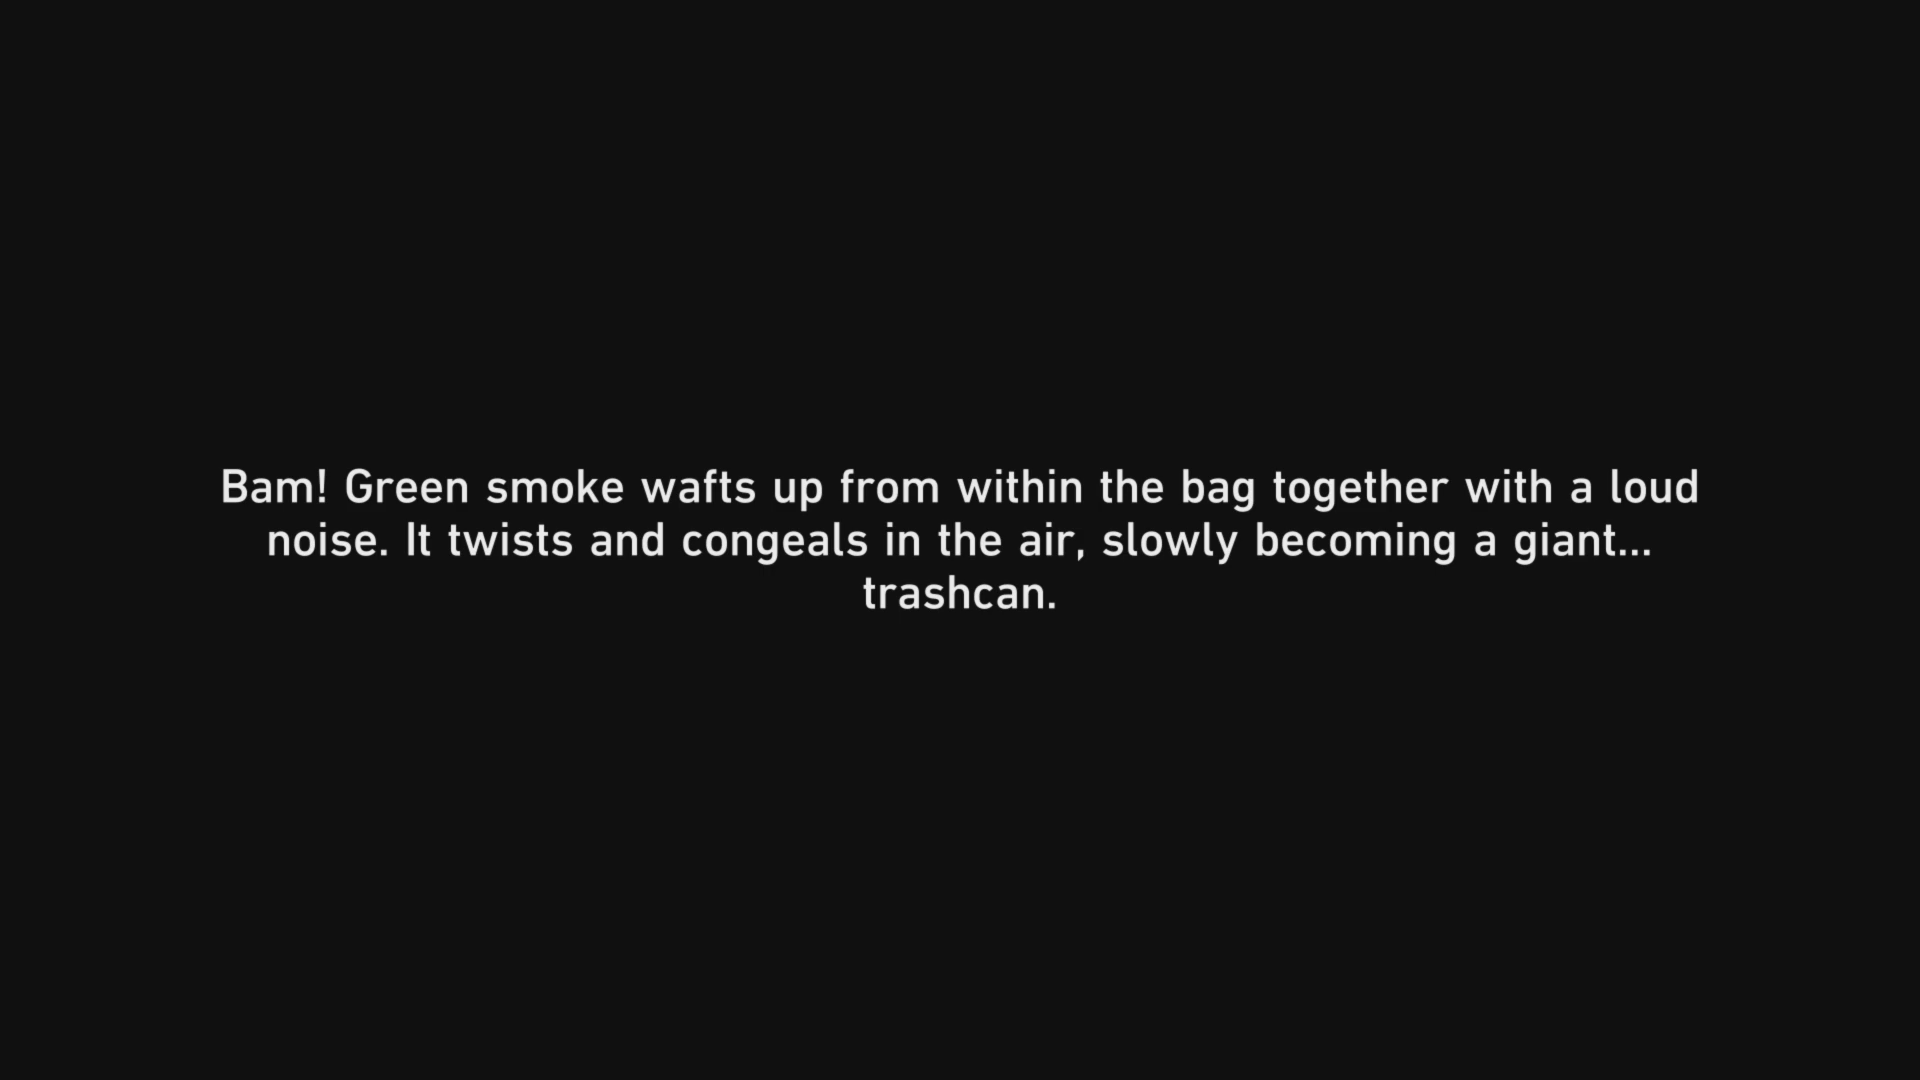 Bam! Green smoke wafts up from within the bag together with a loud
noise. It twists and congeals in the air, slowly becoming a giant...
trashcan.